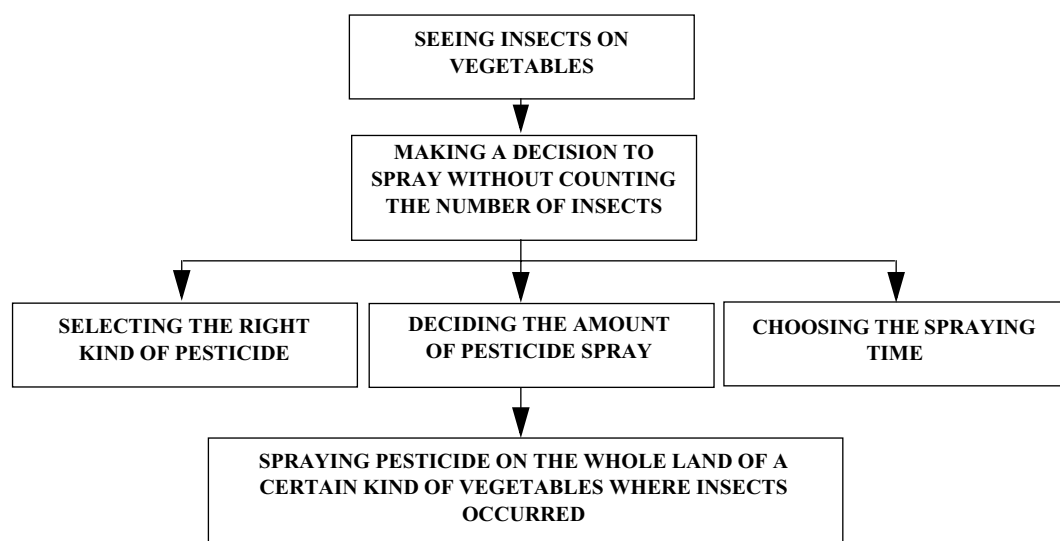 SEEING INSECTS ON
VEGETABLES
MAKING A DECISION TO
SPRAY WITHOUT COUNTING
THE NUMBER OF INSECTS
SELECTING THE RIGHT
KIND OF PESTICIDE
DECIDING THE AMOUNT
OF PESTICIDE SPRAY
CHOOSING THE SPRAYING
TIME
SPRAYING PESTICIDE ON THE WHOLE LAND OF A
CERTAIN KIND OF VEGETABLES WHERE INSECTS
OCCURRED